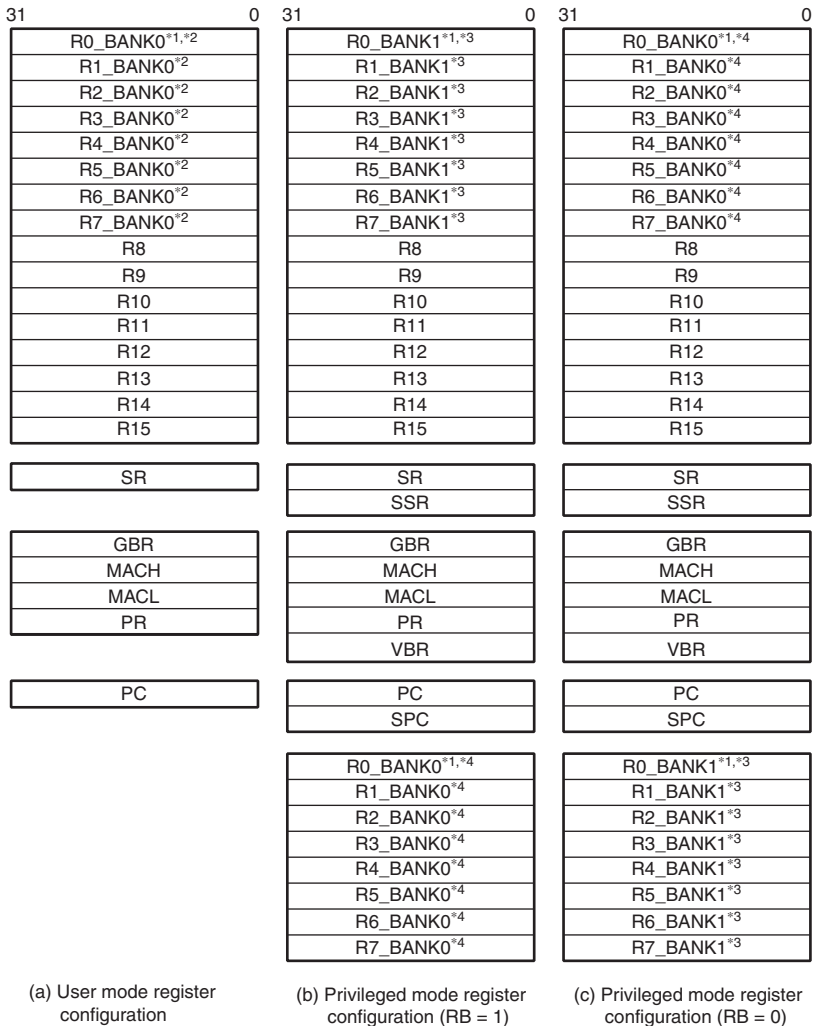 31 0
R0_BANK0*1,*2
R1_BANK0*2
R2_BANK0*2
R3_BANK0*2
R4_BANK0*2
R5_BANK0*2
R6_BANK0*2
R7_BANK0*2
R8
R9
R10
R11
R12
R13
R14
R15
SR
GBR
MACH
MACL
PR
PC
(a) User mode register
configuration
31 0
R0_BANK1*1,*3
R1_BANK1*3
R2_BANK1*3
R3_BANK1*3
R4_BANK1*3
R5_BANK1*3
R6_BANK1*3
R7_BANK1*3
R8
R9
R10
R11
R12
R13
R14
R15
SR
SSR
GBR
MACH
MACL
PR
VBR
PC
SPC
R0_BANK0*1,*4
R1_BANK0*4
R2_BANK0*4
R3_BANK0*4
R4_BANK0*4
R5_BANK0*4
R6_BANK0*4
R7_BANK0*4
(b) Privileged mode register
configuration (RB = 1)
31 0
R0_BANK0*1,*4
R1_BANK0*4
R2_BANK0*4
R3_BANK0*4
R4_BANK0*4
R5_BANK0*4
R6_BANK0*4
R7_BANK0*4
R8
R9
R10
R11
R12
R13
R14
R15
SR
SSR
GBR
MACH
MACL
PR
VBR
PC
SPC
R0_BANK1*1,*3
R1_BANK1*3
R2_BANK1*3
R3_BANK1*3
R4_BANK1*3
R5_BANK1*3
R6_BANK1*3
R7_BANK1*3
(c) Privileged mode register
configuration (RB = 0)